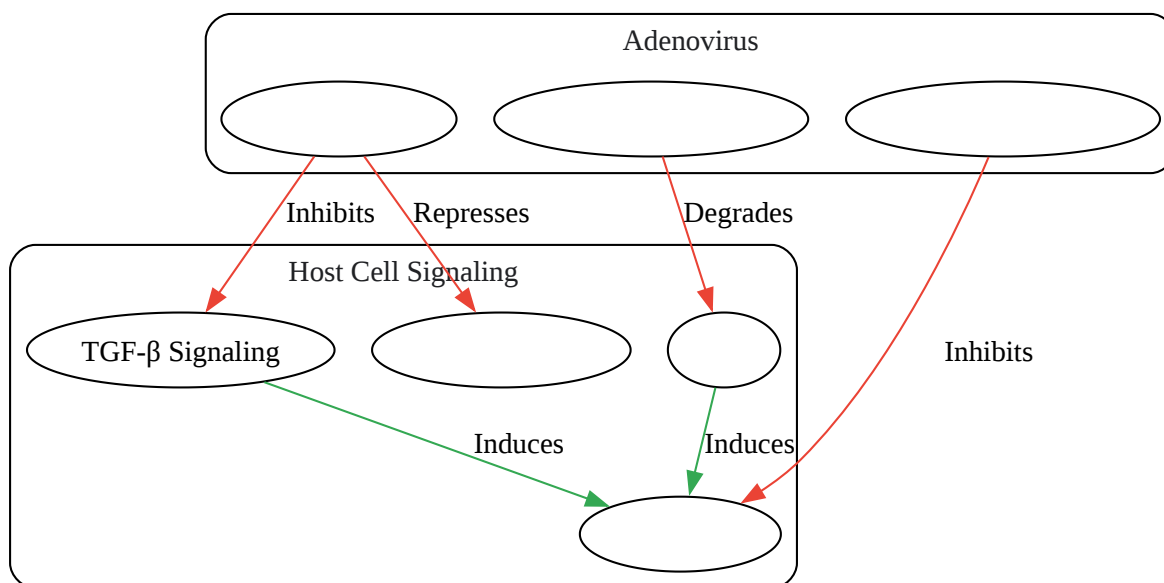 Adenovirus
Inhibits
Represses
Degrades
Host Cell Signaling
TGF-β Signaling
Inhibits
Induces
Induces